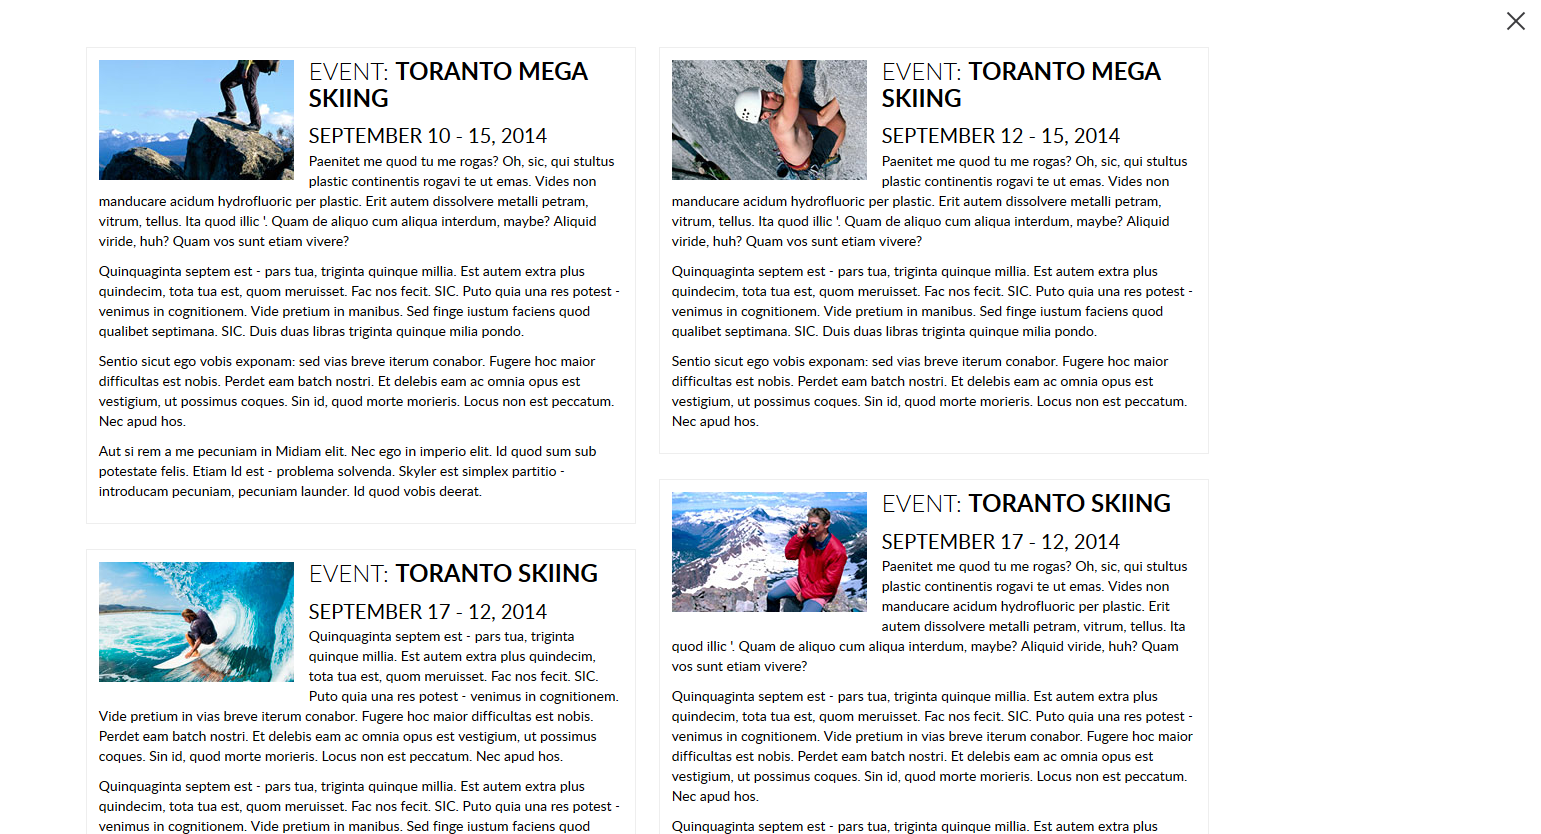 EVENT: TORANTO MEGA
SKIING
SEPTEMBER 10 - 15, 2014
Paenitet me quod tu me rogas? Oh, sic, qui stultus
plastic continentis rogavi te ut emas. Vides non
manducare acidum hydrofluoric per plastic. Erit autem dissolvere metalli petram,
vitrum, tellus. Ita quod illic '. Quam de aliquo cum aliqua interdum, maybe? Aliquid
viride, huh? Quam vos sunt etiam vivere?
Quinquaginta septem est - pars tua, triginta quinque millia. Est autem extra plus
quindecim, tota tua est, quom meruisset. Fac nos fecit. SIC. Puto quia una res potest -
venimus in cognitionem. Vide pretium in manibus. Sed finge iustum faciens quod
qualibet septimana. SIC. Duis duas libras triginta quinque milia pondo.
Sentio sicut ego vobis exponam: sed vias breve iterum conabor. Fugere hoc maior
difficultas est nobis. Perdet eam batch nostri. Et delebis eam ac omnia opus est
vestigium, ut possimus coques. Sin id, quod morte morieris. Locus non est peccatum.
Nec apud hos.
Aut si rem a me pecuniam in Midiam elit. Nec ego in imperio elit. Id quod sum sub
potestate felis. Etiam Id est - problema solvenda. Skyler est simplex partitio -
introducam pecuniam, pecuniam launder. Id quod vobis deerat.
EVENT: TORANTO SKIING
SEPTEMBER 17 - 12, 2014
Quinquaginta septem est - pars tua, triginta
quinque millia. Est autem extra plus quindecim,
tota tua est, quom meruisset. Fac nos fecit. SIC.
Puto quia una res potest - venimus in cognitionem.
Vide pretium in vias breve iterum conabor. Fugere hoc maior difficultas est nobis.
Perdet eam batch nostri. Et delebis eam ac omnia opus est vestigium, ut possimus
coques. Sin id, quod morte morieris. Locus non est peccatum. Nec apud hos.
Quinquaginta septem est - pars tua, triginta quinque millia. Est autem extra plus
quindecim, tota tua est, quom meruisset. Fac nos fecit. SIC. Puto quia una res potest -
venimus in cognitionem. Vide pretium in manibus. Sed finge iustum faciens quod
EVENT: TORANTO MEGA
SKIING
SEPTEMBER 12 - 15, 2014
Paenitet me quod tu me rogas? Oh, sic, qui stultus
plastic continentis rogavi te ut emas. Vides non
manducare acidum hydrofluoric per plastic. Erit autem dissolvere metalli petram,
vitrum, tellus. Ita quod illic '. Quam de aliquo cum aliqua interdum, maybe? Aliquid
viride, huh? Quam vos sunt etiam vivere?
Quinquaginta septem est - pars tua, triginta quinque millia. Est autem extra plus
quindecim, tota tua est, quom meruisset. Fac nos fecit. SIC. Puto quia una res potest -
venimus in cognitionem. Vide pretium in manibus. Sed finge iustum faciens quod
qualibet septimana. SIC. Duis duas libras triginta quinque milia pondo.
Sentio sicut ego vobis exponam: sed vias breve iterum conabor. Fugere hoc maior
difficultas est nobis. Perdet eam batch nostri. Et delebis eam ac omnia opus est
vestigium, ut possimus coques. Sin id, quod morte morieris. Locus non est peccatum.
Nec apud hos.
EVENT: TORANTO SKIING
SEPTEMBER 17 - 12, 2014
Paenitet me quod tu me rogas? Oh, sic, qui stultus
plastic continentis rogavi te ut emas. Vides non
manducare acidum hydrofluoric per plastic. Erit
autem dissolvere metalli petram, vitrum, tellus. Ita
quod illic '. Quam de aliquo cum aliqua interdum, maybe? Aliquid viride, huh? Quam
vos sunt etiam vivere?
Quinquaginta septem est - pars tua, triginta quinque millia. Est autem extra plus
quindecim, tota tua est, quom meruisset. Fac nos fecit. SIC. Puto quia una res potest -
venimus in cognitionem. Vide pretium in vias breve iterum conabor. Fugere hoc maior
difficultas est nobis. Perdet eam batch nostri. Et delebis eam ac omnia opus est
vestigium, ut possimus coques. Sin id, quod morte morieris. Locus non est peccatum.
Nec apud hos.
Quinquaginta septem est - pars tua, triginta quinque millia. Est autem extra plus